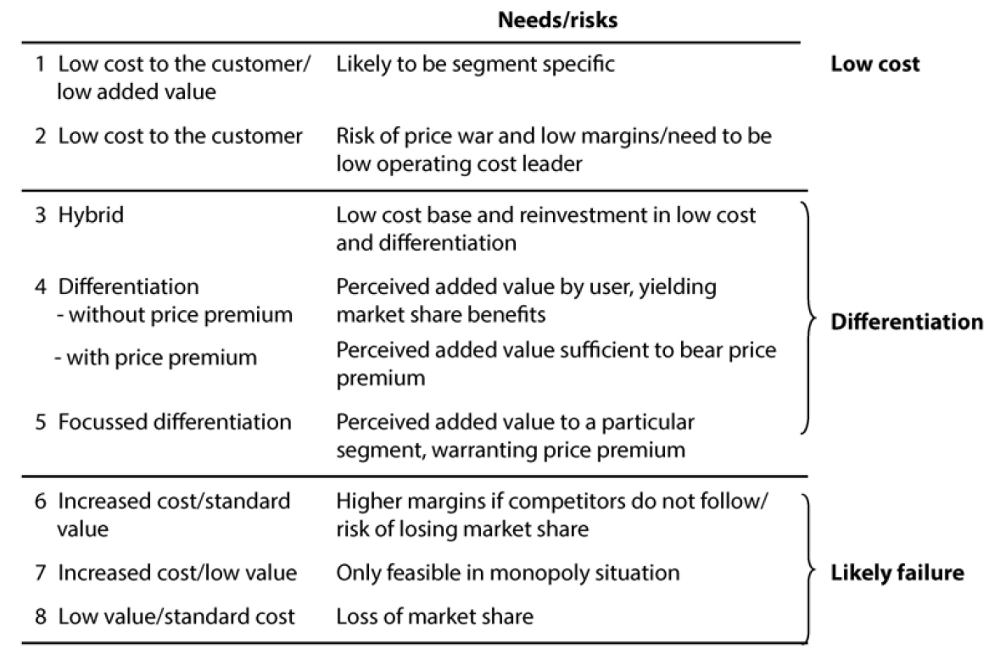 Needs/risks
1 Low cost to the customer/ Likely to be segment specific Low cost
low added value
2 Low cost to the customer Risk of price war and low margins/need to be
low operating cost leader
3 Hybrid Low cost base and reinvestment in low cost
and differentiation
4 Differentiation Perceived added value by user, yielding
- without price premium market share benefits
Differentiation
- with price premium Perceived added value sufficient to bear price
premium
5 Focussed differentiation Perceived added value to a particular
segment, warranting price premium
6 Increased cost/standard Higher margins if competitors do not follow/
value risk of losing market share
7 Increased cost/low value Only feasible in monopoly situation Likely failure
8 Low value/standard cost Loss of market share